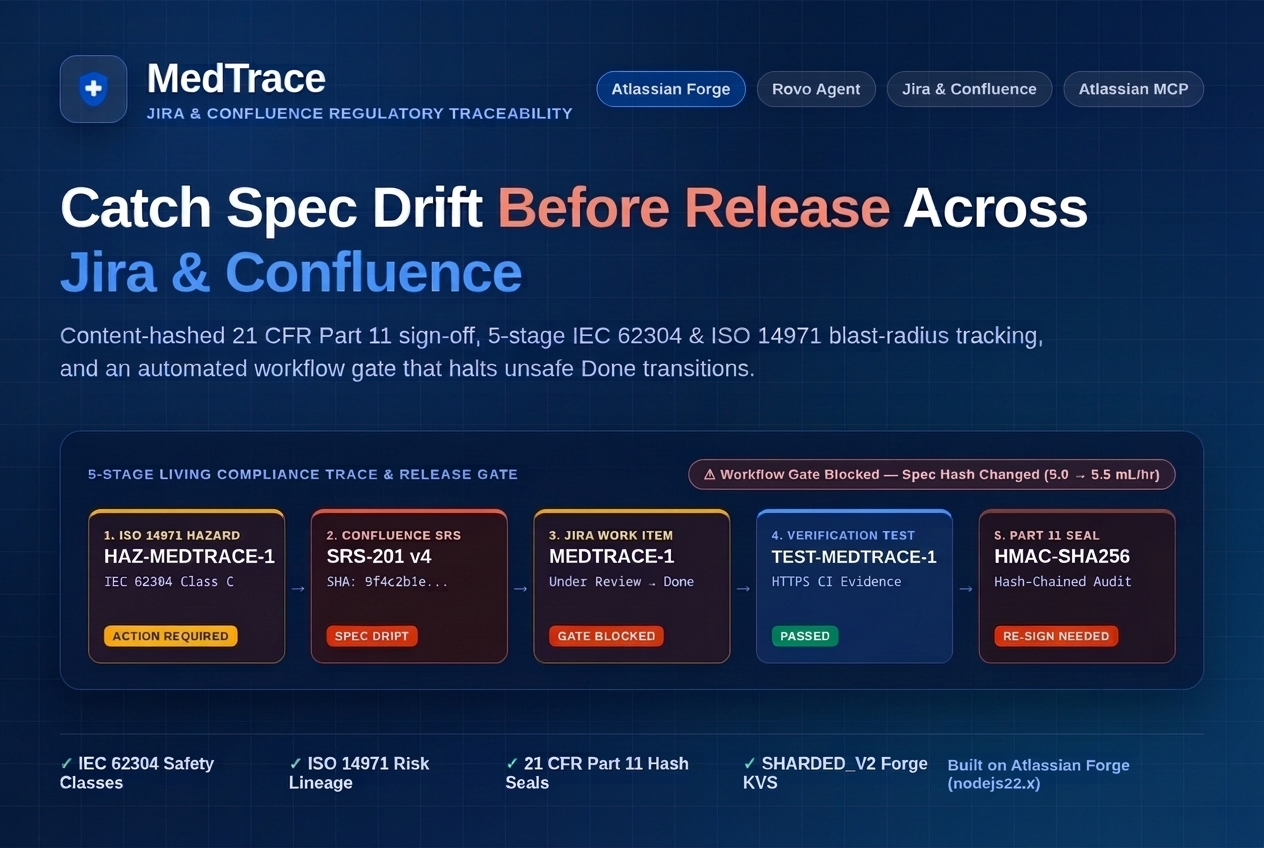 MedTrace
JIRA & CONFLUENCE REGULATORY TRACEABILITY
Atlassian Forge
Rovo Agent
Jira & Confluence
Atlassian MCP
Catch Spec Drift Before Release Across
Jira & Confluence
Content-hashed 21 CFR Part 11 sign-off, 5-stage IEC 62304 & ISO 14971 blast-radius tracking,
and an automated workflow gate that halts unsafe Done transitions.
5-STAGE LIVING COMPLIANCE TRACE & RELEASE GATE
⚠ Workflow Gate Blocked — Spec Hash Changed (5.0 → 5.5 mL/hr)
1. ISO 14971 HAZARD
HAZ-MEDTRACE-1
IEC 62304 Class C
ACTION REQUIRED
→
2. CONFLUENCE SRS
SRS-201 v4
SHA: 9f4c2b1e...
SPEC DRIFT
→
3. JIRA WORK ITEM
MEDTRACE-1
Under Review → Done
GATE BLOCKED
→
4. VERIFICATION TEST
TEST-MEDTRACE-1
HTTPS CI Evidence
PASSED
→
S. PART 11 SEAL
HMAC-SHA256
Hash-Chained Audit
RE-SIGN NEEDED
✓ IEC 62304 Safety
Classes
✓ ISO 14971 Risk
Lineage
✓ 21 CFR Part 11 Hash
Seals
✓ SHARDED_V2 Forge
KVS
Built on Atlassian Forge
(nodejs22.x)